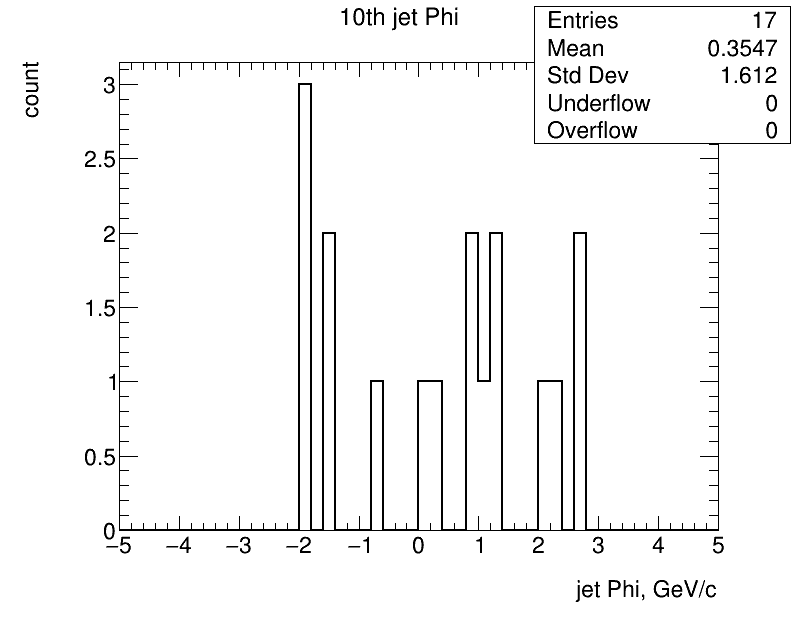 10th jet Phi
Entries 17
Mean 0.3547
Std Dev 1.612
Underflow 0
Overflow 0
count
3
2.5
2
1.5
1
0.5
0
−5 −4 −3 −2 −1 0 1 2 3 4 5
jet Phi, GeV/c